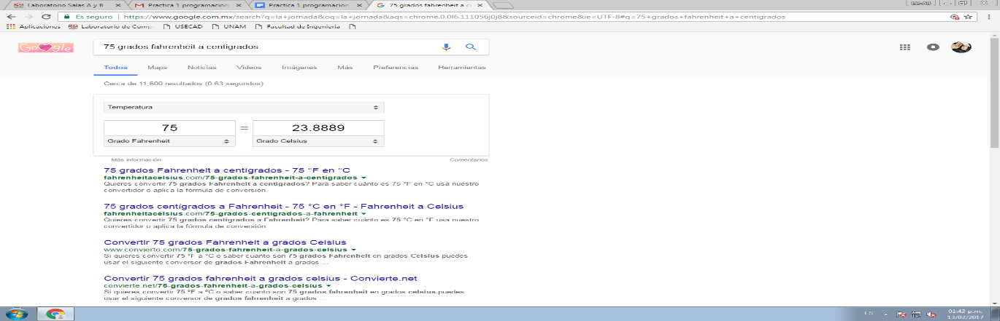 Laboratorio Salas A y B
Practica 1 programacion
Practica 1 programacion
75 grados fahrenheit a c
Es seguro
https://www.google.com.mx/search?q=la+jornada&oq=la+jornada&aqs=chrome.0.0l6.111056j0j8&sourceid=chrome&ie=UTF-8#q=75+grados+fahrenheit+a+centigrados
Aplicaciones
Laboratorio de Comp
USECAD
UNAM
Facultad de Ingenieria
Google
75 grados fahrenheit a centigrados
Todos Maps Noticias Videos Imágenes Más Preferencias Herramientas
Cerca de 11,600 resultados (0.63 segundos)
Temperatura
75 = 23.8889
Grado Fahrenheit Grado Celsius
Más información Comentarios
75 grados Fahrenheit a centígrados - 75 °F en °C
fahrenheitacelsius.com/75-grados-fahrenheit-a-centigrados
Quieres convertir 75 grados Fahrenheit a centigrados? Para saber cuánto es 75 °F en °C usa nuestro
convertidor o aplica la fórmula de conversión.
75 grados centígrados a Fahrenheit - 75 °C en °F - Fahrenheit a Celsius
fahrenheitacelsius.com/75-grados-centigrados-a-fahrenheit
Quieres convertir 75 grados centígrados a Fahrenheit? Para saber cuánto es 75 °C en °F usa nuestro
convertidor o aplica la fórmula de conversión.
Convertir 75 grados Fahrenheit a grados Celsius
www.convierto.com/75-grados-fahrenheit-a-grados-celsius
Si quieres convertir 75 °F a °C o saber cuanto son 75 grados Fahrenheit en grados Celsius puedes
usar el siguiente conversor de grados Fahrenheit a grados ...
Convertir 75 grados fahrenheit a grados celsius - Convierte.net
convierte.net/75-grados-fahrenheit-a-grados-celsius
Si quieres convertir 75 ºF a ºC o saber cuanto son 75 grados fahrenheit en grados celsius puedes
usar el siguiente conversor de grados fahrenheit a grados ...
ES
01:43 p.m.
13/02/2017